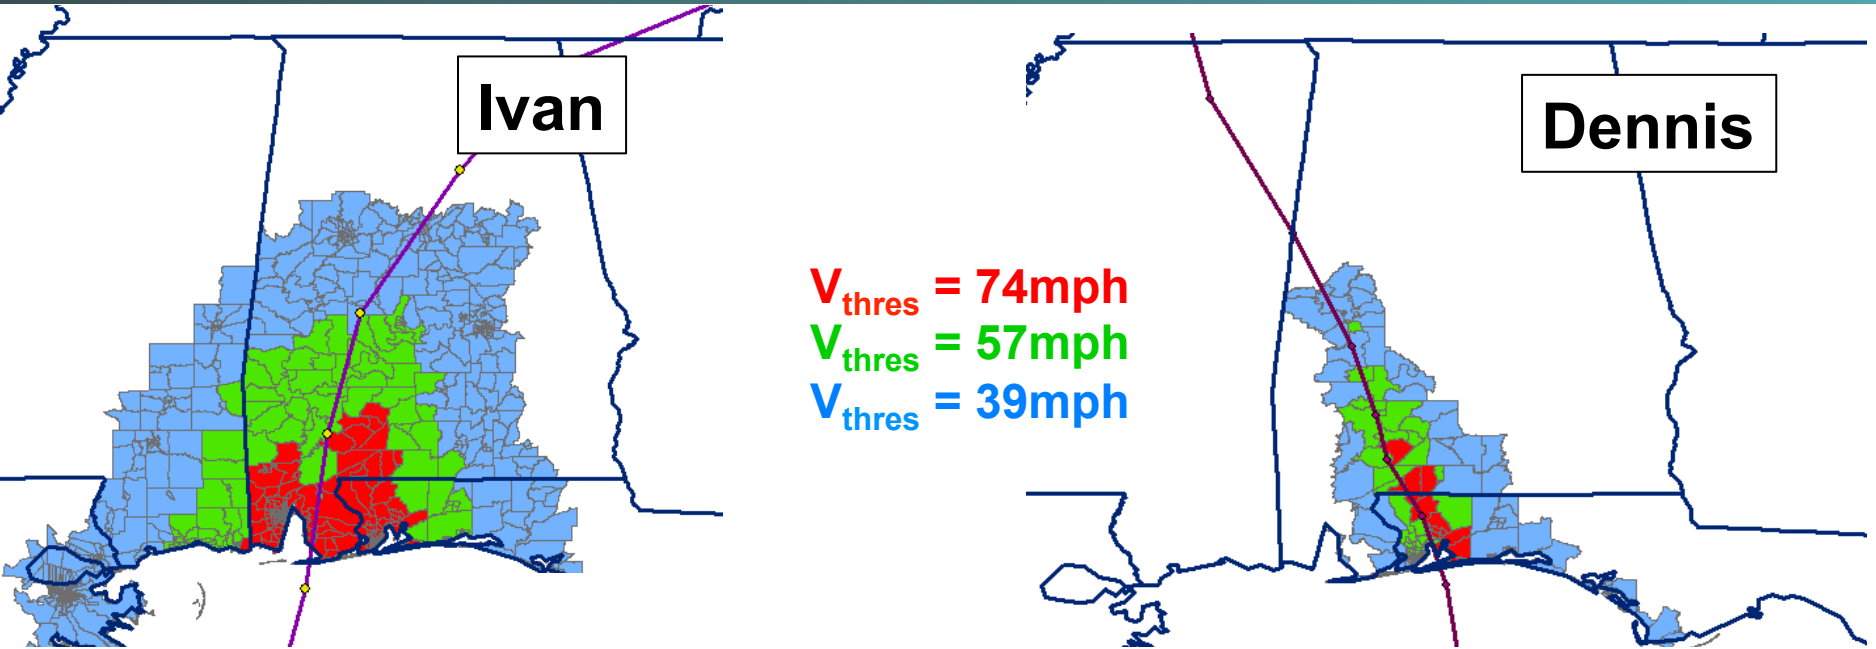 Ivan
Dennis
Vthres = 74mph
Vthres = 57mph
Vthres = 39mph